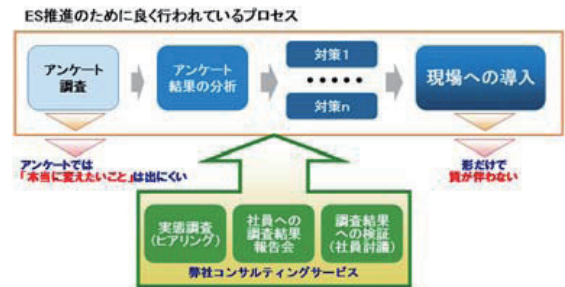 ES推進のために良く行われているプロセス
アンケート
調査
アンケート
結果の分析
対策1
•••••
対策n
現場への導入
アンケートでは
「本当に変えたいこと」は出にくい
形だけで
質が伴わない
実態調査
(ヒアリング)
社員への
調査結果
報告会
調査結果
への検証
(社員討議)
弊社コンサルティングサービス